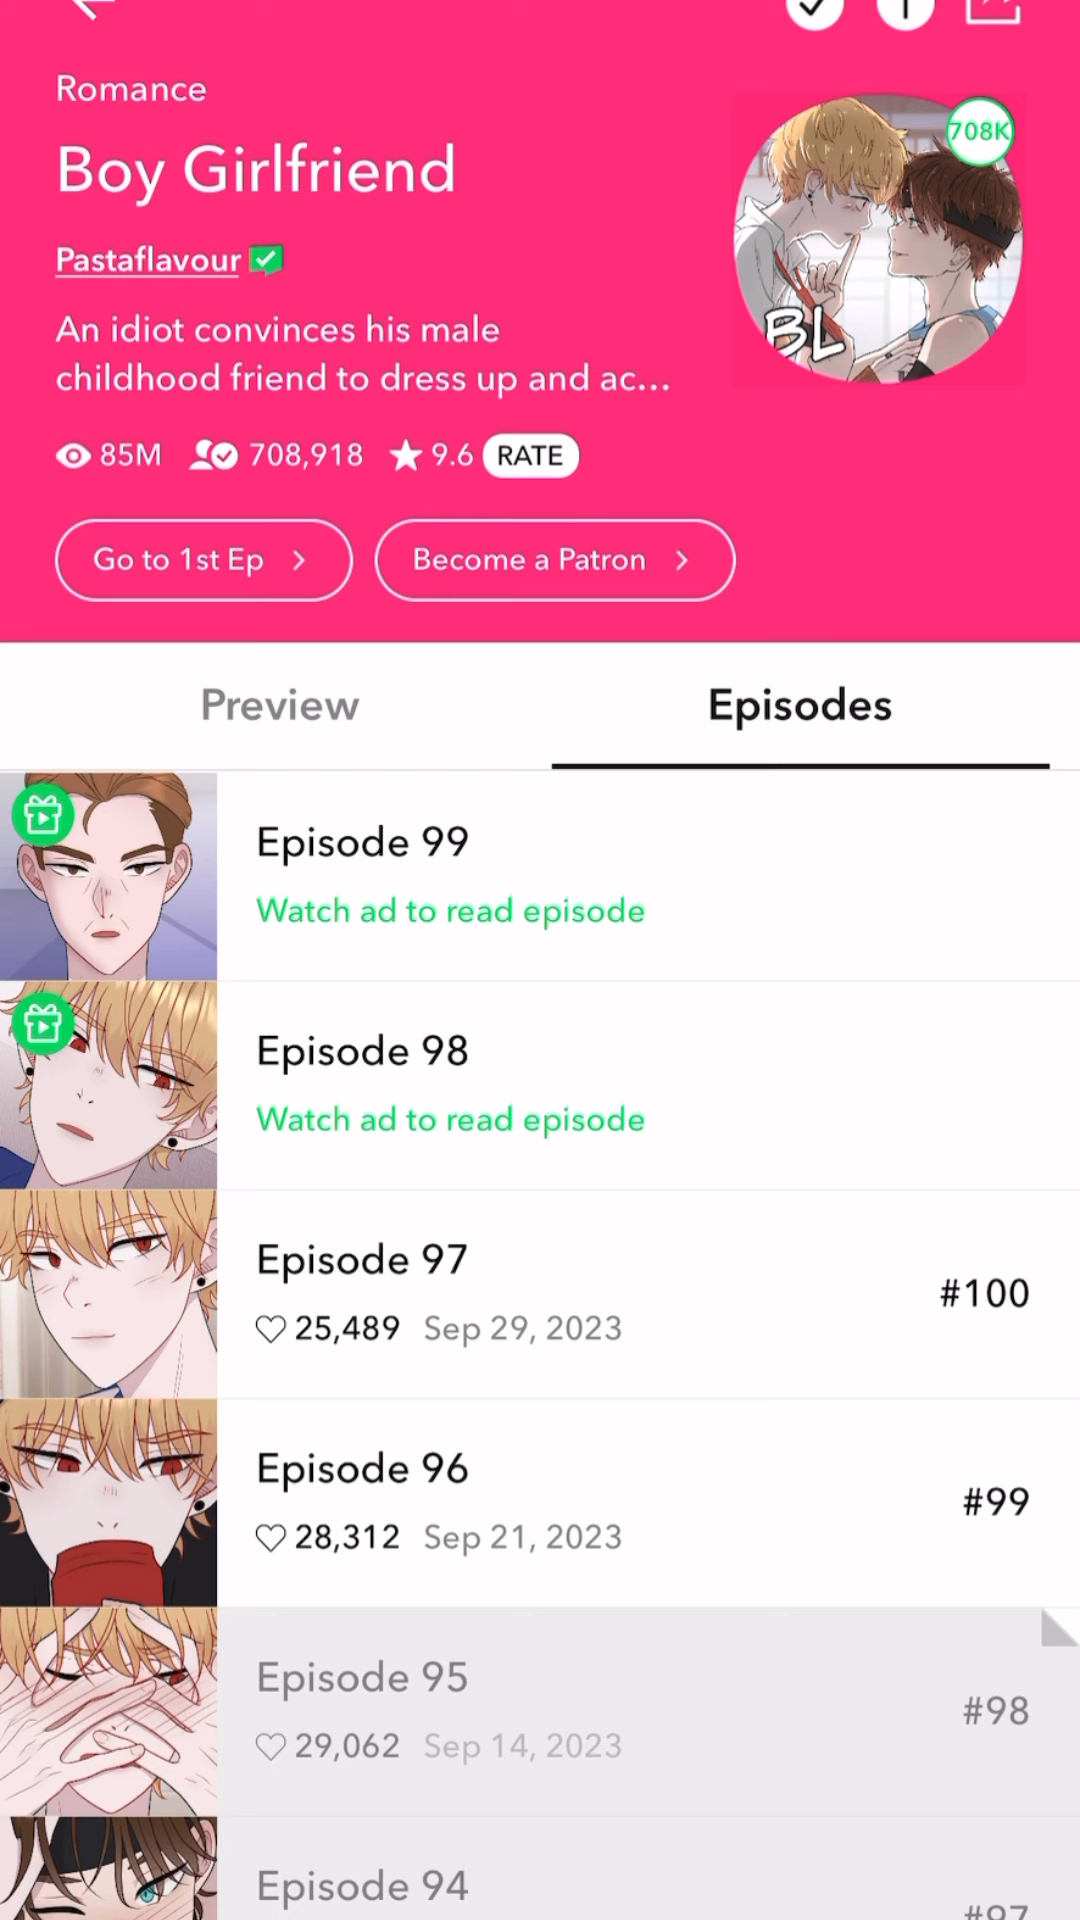 Romance
Boy Girlfriend
708K
Pastaflavour
BL
An idiot convinces his male
childhood friend to dress up and ac...
85M 708,918 9.6 RATE
Go to 1st Ep > Become a Patron >
Preview Episodes
Episode 99
Watch ad to read episode
Episode 98
Watch ad to read episode
Episode 97
#100
25,489 Sep 29, 2023
Episode 96
#99
28,312 Sep 21, 2023
Episode 95
#98
29,062 Sep 14, 2023
Episode 94
#97